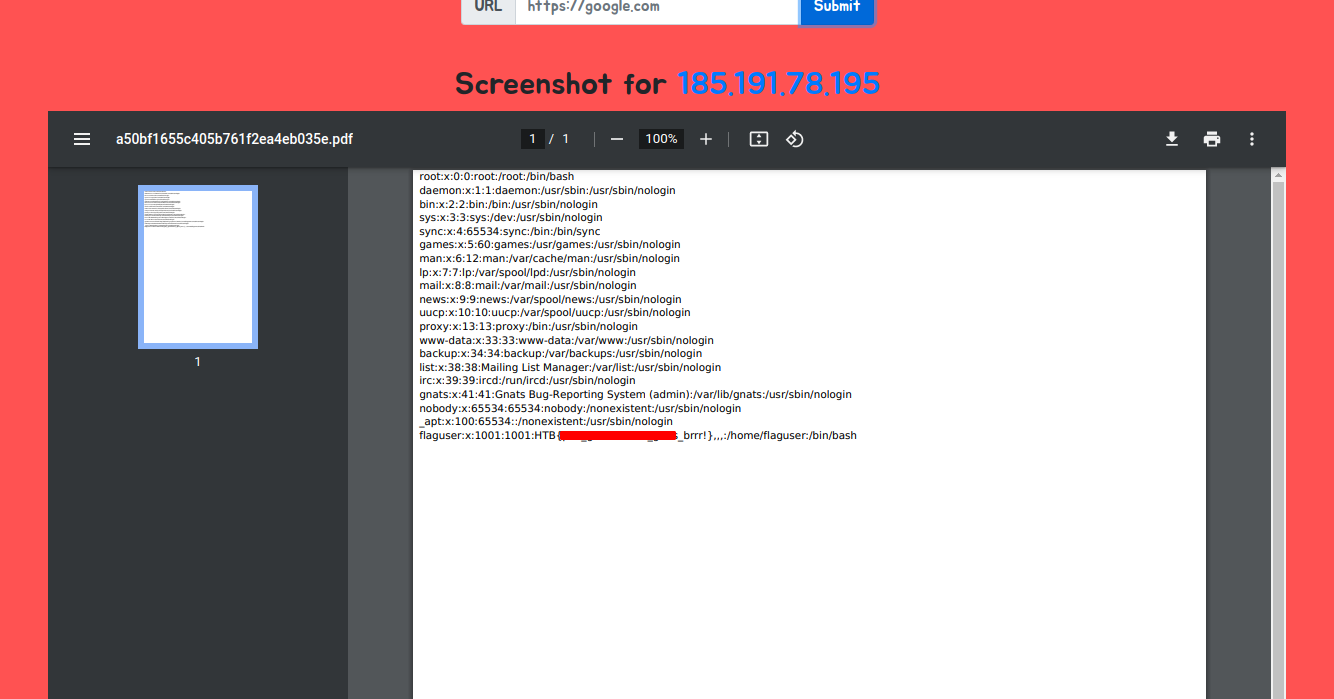 URL https://google.com Submit
Screenshot for 185.191.78.195
a50bf1655c405b761f2ea4eb035e.pdf 1 / 1 100%
root:x:0:0:root:/root:/bin/bash
daemon:x:1:1:daemon:/usr/sbin:/usr/sbin/nologin
bin:x:2:2:bin:/bin:/usr/sbin/nologin
sys:x:3:3:sys:/dev:/usr/sbin/nologin
sync:x:4:65534:sync:/bin:/bin/sync
games:x:5:60:games:/usr/games:/usr/sbin/nologin
man:x:6:12:man:/var/cache/man:/usr/sbin/nologin
lp:x:7:7:lp:/var/spool/lpd:/usr/sbin/nologin
mail:x:8:8:mail:/var/mail:/usr/sbin/nologin
news:x:9:9:news:/var/spool/news:/usr/sbin/nologin
uucp:x:10:10:uucp:/var/spool/uucp:/usr/sbin/nologin
proxy:x:13:13:proxy:/bin:/usr/sbin/nologin
www-data:x:33:33:www-data:/var/www:/usr/sbin/nologin
backup:x:34:34:backup:/var/backups:/usr/sbin/nologin
list:x:38:38:Mailing List Manager:/var/list:/usr/sbin/nologin
irc:x:39:39:ircd:/run/ircd:/usr/sbin/nologin
gnats:x:41:41:Gnats Bug-Reporting System (admin):/var/lib/gnats:/usr/sbin/nologin
nobody:x:65534:65534:nobody:/nonexistent:/usr/sbin/nologin
_apt:x:100:65534::/nonexistent:/usr/sbin/nologin
flaguser:x:1001:1001:HTB s_brrr!},,,:/home/flaguser:/bin/bash
1